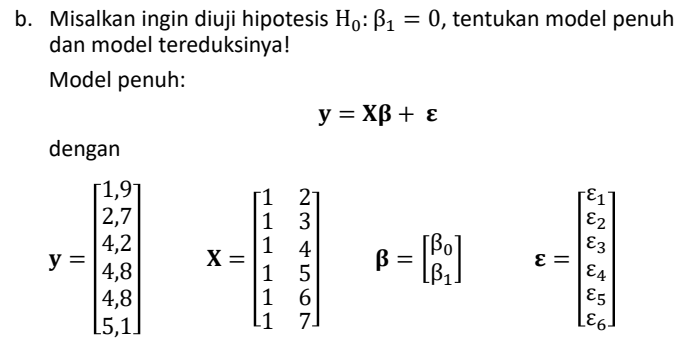 b. Misalkan ingin diuji hipotesis H₀: β₁ = 0, tentukan model penuh
dan model tereduksinya!
Model penuh:
y = Xβ + ε
dengan
y = [1,9 2,7 4,2 4,8 4,8 5,1] X = [1 2 1 3 1 4 1 5 1 6 1 7] β = [β₀ β₁] ε = [ε₁ ε₂ ε₃ ε₄ ε₅ ε₆]